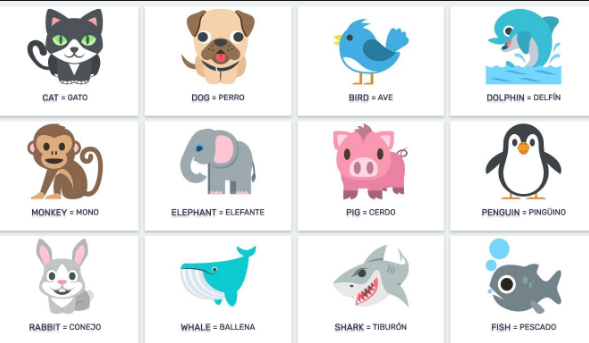 CAT = GATO
DOG = PERRO
BIRD = AVE
DOLPHIN = DELFÍN
MONKEY = MONO
ELEPHANT = ELEFANTE
PIG = CERDO
PENGUIN = PINGÜINO
RABBIT = CONEJO
WHALE = BALLENA
SHARK = TIBURÓN
FISH = PESCADO